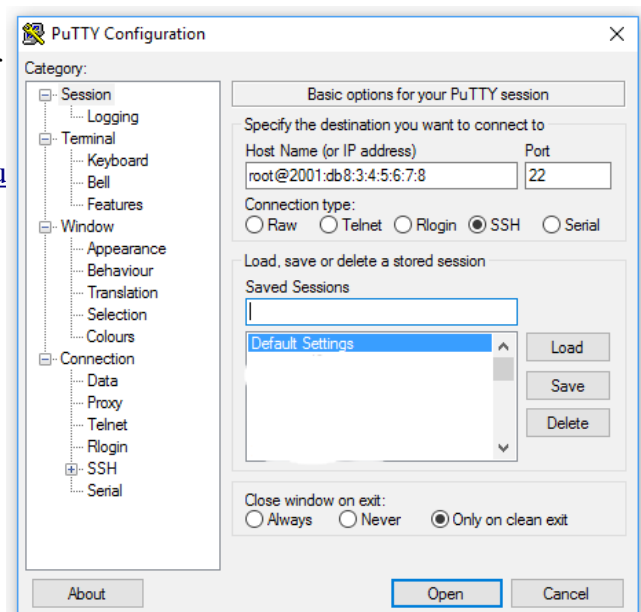 PuTTY Configuration
Category:
Session
Logging
Terminal
Keyboard
Bell
Features
Window
Appearance
Behaviour
Translation
Selection
Colours
Connection
Data
Proxy
Telnet
Rlogin
SSH
Serial
Basic options for your PuTTY session
Specify the destination you want to connect to
Host Name (or IP address) Port
root@2001:db8:3:4:5:6:7:8 22
Connection type:
Raw Telnet Rlogin SSH Serial
Load, save or delete a stored session
Saved Sessions
Default Settings
Load
Save
Delete
Close window on exit:
Always Never Only on clean exit
About Open Cancel